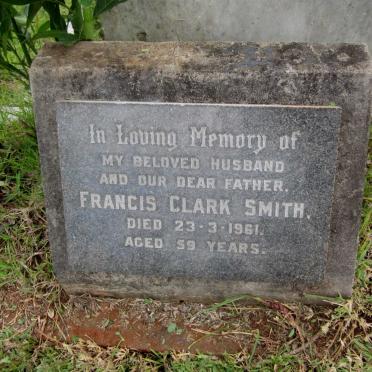 In Loving Memory of
MY BELOVED HUSBAND
AND OUR DEAR FATHER,
FRANCIS CLARK SMITH,
DIED 23-3-1961.
AGED 59 YEARS.